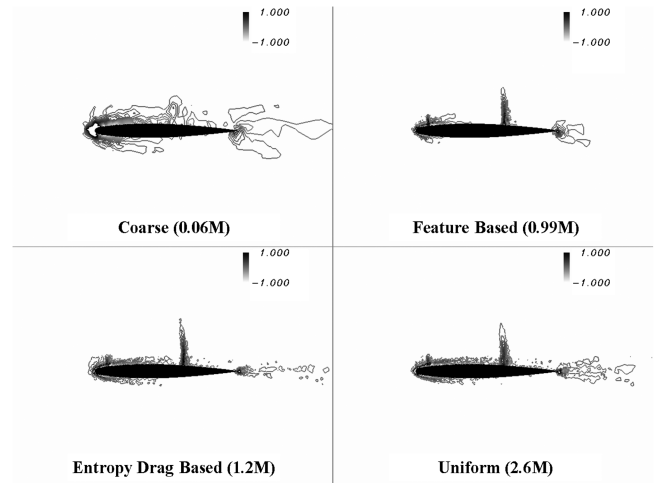 1.000
-1.000
1.000
-1.000
Coarse (0.06M)
Feature Based (0.99M)
1.000
-1.000
1.000
-1.000
Entropy Drag Based (1.2M)
Uniform (2.6M)